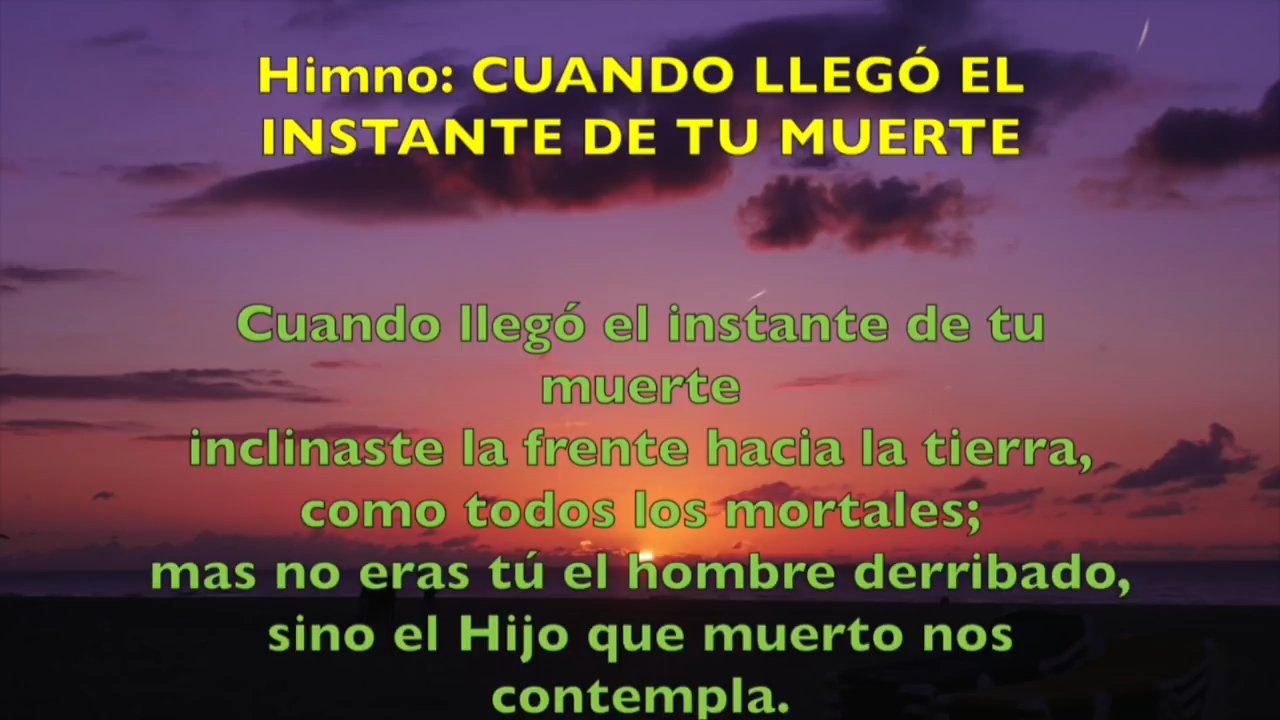 Himno: CUANDO LLEGÓ EL
INSTANTE DE TU MUERTE
Cuando llegó el instante de tu
muerte
inclinaste la frente hacia la tierra,
como todos los mortales;
mas no eras tú el hombre derribado,
sino el Hijo que muerto nos
contempla.